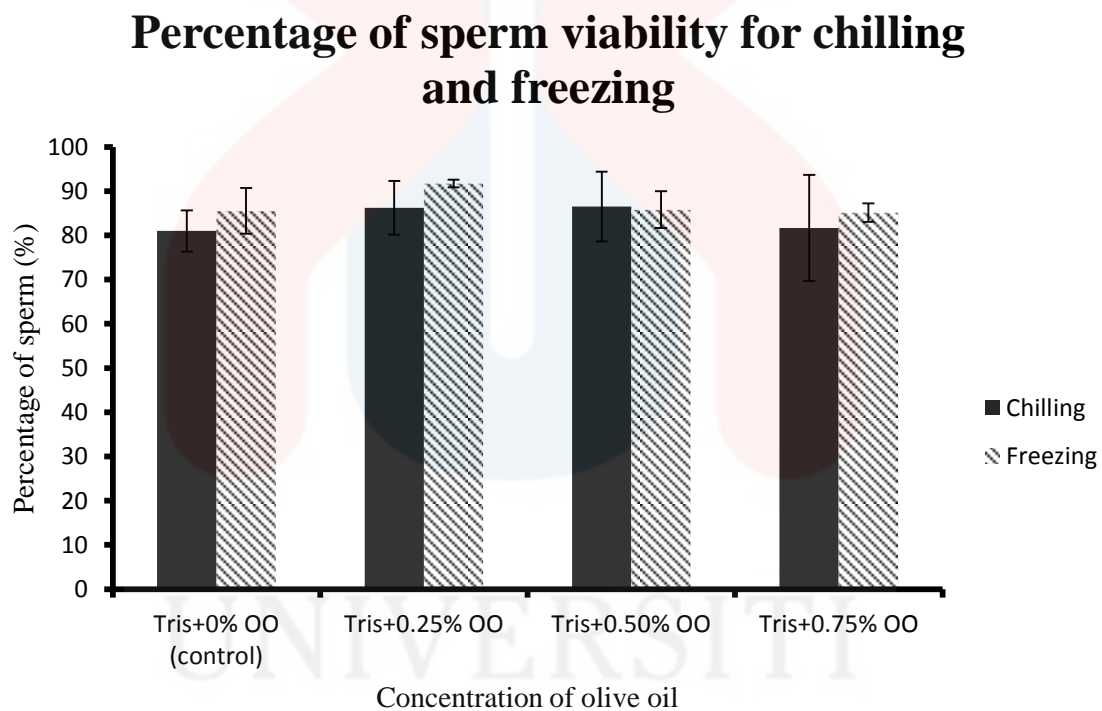 Percentage of sperm viability for chilling
and freezing
100
90
80
70
60
50
40
30
20
10
0
Percentage of sperm (%)
Chilling
Freezing
Tris+0% OO
(control)
Tris+0.25% OO
Tris+0.50% OO
Tris+0.75% OO
UNIVERSITI
Concentration of olive oil